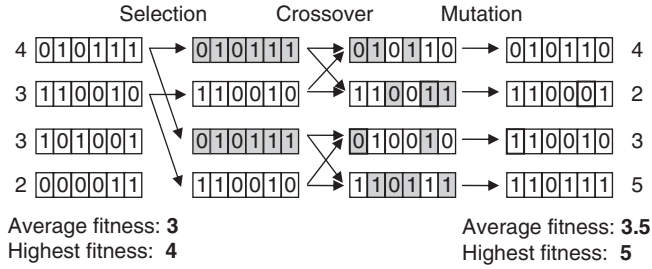 Selection Crossover Mutation
4 010111 010111 010110 010110 4
3 110010 110010 110011 110001 2
3 101001 010111 010010 110010 3
2 000011 110010 110111 110111 5
Average fitness: 3 Average fitness: 3.5
Highest fitness: 4 Highest fitness: 5